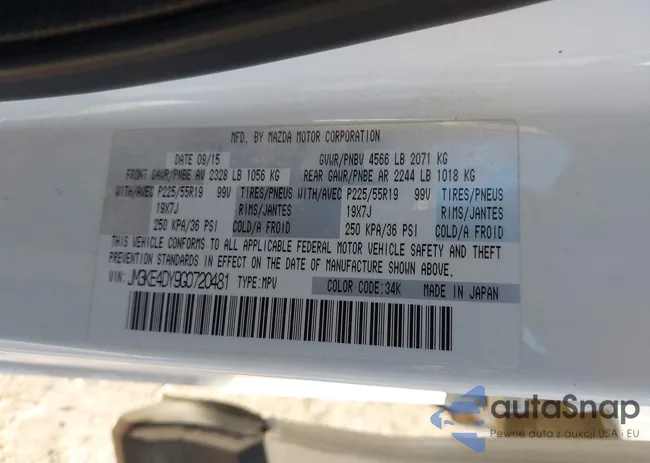 MFD. BY MAZDA MOTOR CORPORATION
DATE 09/15 GVWR/PNBV 4566 LB 2071 KG
FRONT GAWR/PNBE AV 2328 LB 1056 KG REAR GAWR/PNBE AR 2244 LB 1018 KG
WITH/AVEC P225/55R19 99V TIRES/PNEUS WITH/AVEC P225/55R19 99V TIRES/PNEUS
19X7J RIMS/JANTES 19X7J RIMS/JANTES
250 KPA/36 PSI COLD/A FROID 250 KPA/36 PSI COLD/A FROID
THIS VEHICLE CONFORMS TO ALL APPLICABLE FEDERAL MOTOR VEHICLE SAFETY AND THEFT
PREVENTION STANDARDS IN EFFECT ON THE DATE OF MANUFACTURE SHOWN ABOVE.
VIN: JM3KE4DY9G0720481 TYPE:MPV COLOR CODE:34K MADE IN JAPAN
autoSnap
Pewne auto z aukcji USA i EU